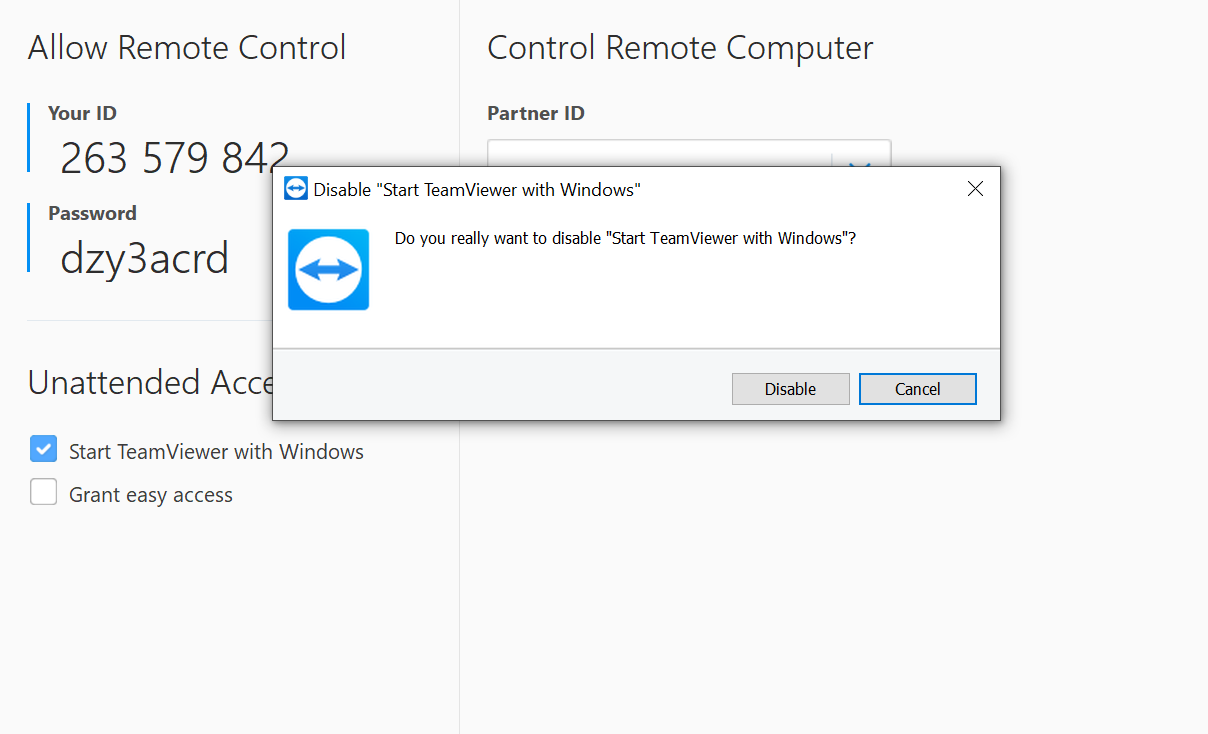 Allow Remote Control
Your ID
263 579 842
Password
dzy3acrd
Control Remote Computer
Partner ID
Disable "Start TeamViewer with Windows"
Do you really want to disable "Start TeamViewer with Windows"?
Disable
Cancel
Unattended Acce
Start TeamViewer with Windows
Grant easy access